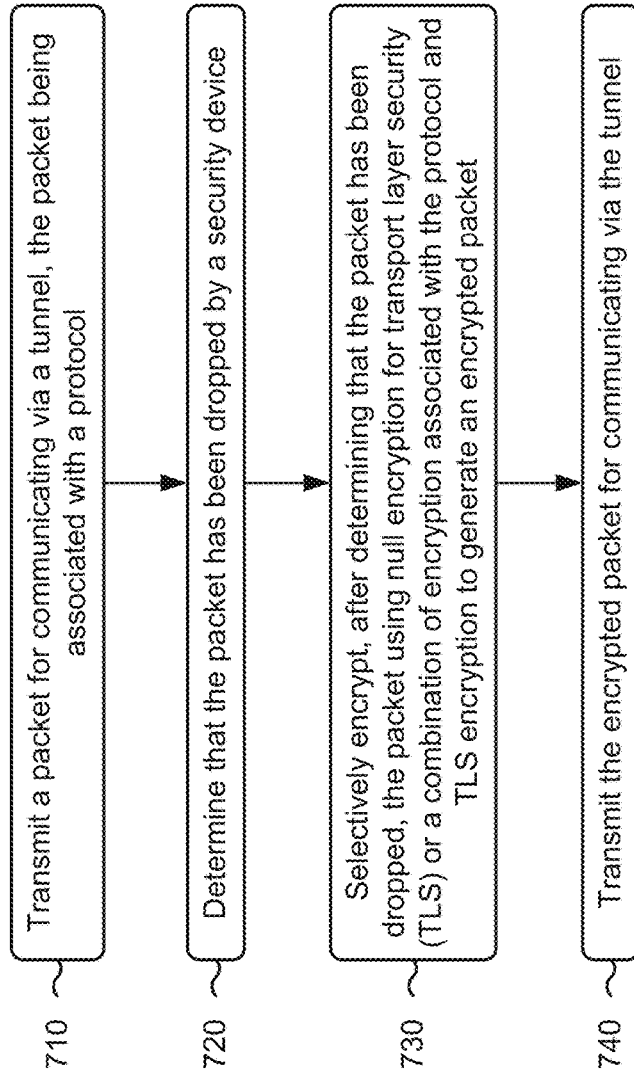 710
Transmit a packet for communicating via a tunnel, the packet being
associated with a protocol
720
Determine that the packet has been dropped by a security device
730
Selectively encrypt, after determining that the packet has been
dropped, the packet using null encryption for transport layer security
(TLS) or a combination of encryption associated with the protocol and
TLS encryption to generate an encrypted packet
740
Transmit the encrypted packet for communicating via the tunnel